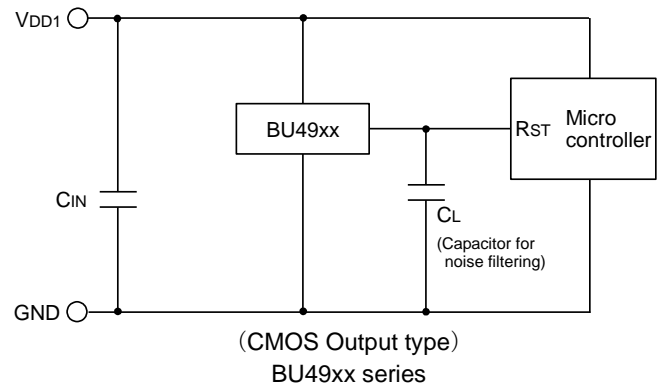 VDD1
BU49xx
RST
Micro
controller
CIN
CL
(Capacitor for
noise filtering)
GND
（CMOS Output type）
BU49xx series